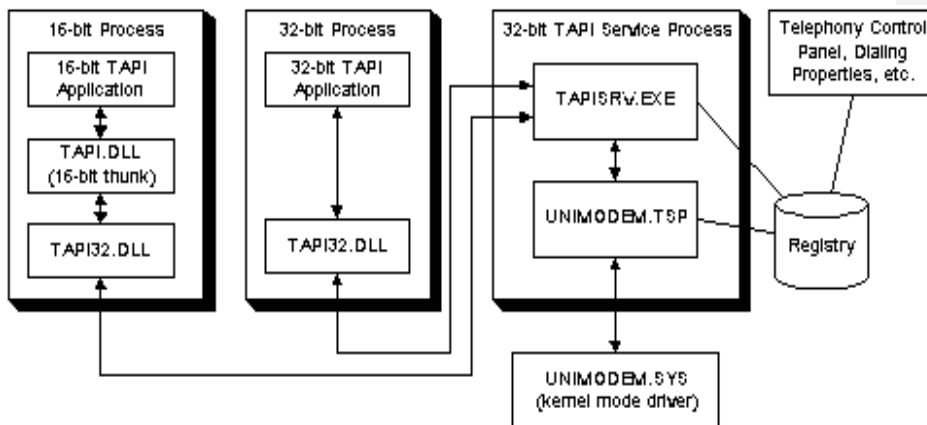 16-bit Process
16-bit TAPI
Application
TAPI.DLL
(16-bit thunk)
TAPI32.DLL
32-bit Process
32-bit TAPI
Application
TAPI32.DLL
32-bit TAPI Service Process
TAPISRV.EXE
UNIMODEM.TSP
UNIMODEM.SYS
(kernel mode driver)
Telephony Control
Panel, Dialing
Properties, etc.
Registry